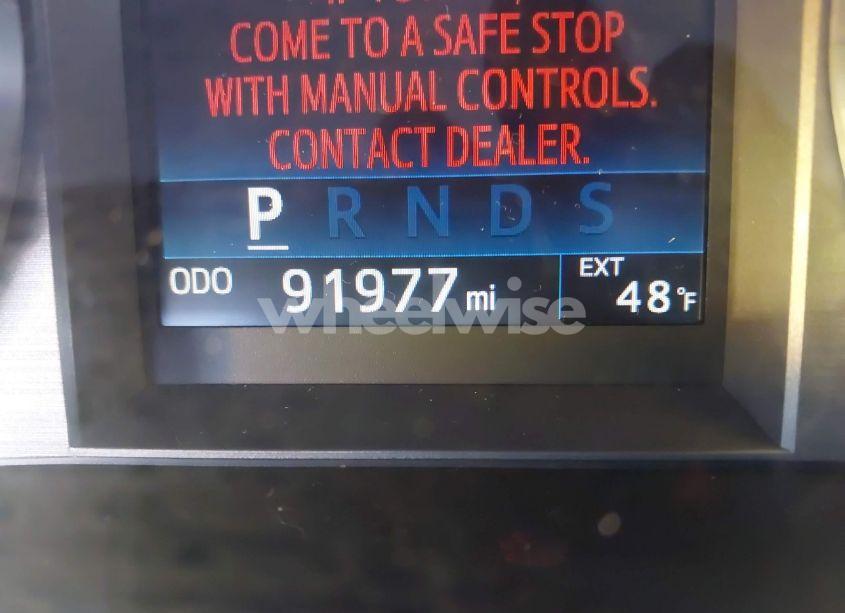 COME TO A SAFE STOP
WITH MANUAL CONTROLS.
CONTACT DEALER.
P R N D S
ODO 91977 mi
EXT
48°F
wheelwise